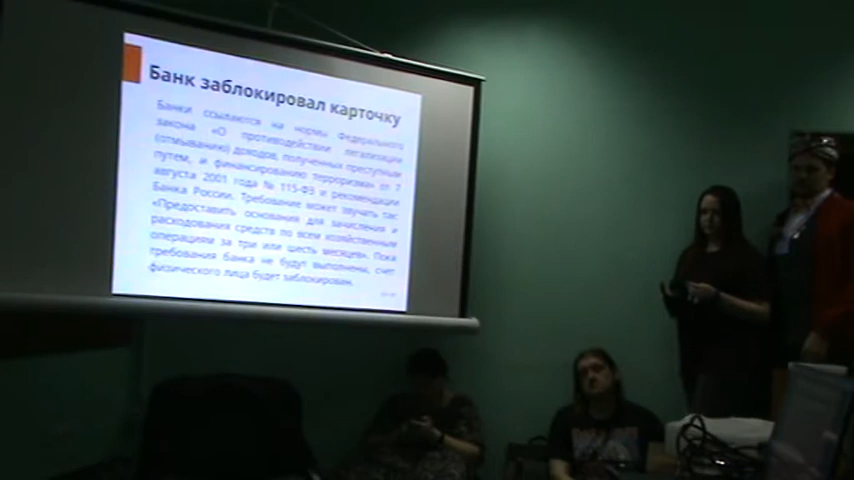 Банк заблокировал карточку
Банки ссылаются на нормы Федерального
закона «О противодействии легализации
(отмыванию) доходов, полученных преступным
путем, и финансированию терроризма» от 7
августа 2001 года № 115-ФЗ и рекомендации
Банка России. Требование может звучать так:
«Предоставить основания для зачисления и
расходования средств по всем хозяйственным
операциям за три или шесть месяцев». Пока
требования банка не будут выполнены, счет
физического лица будет заблокирован.